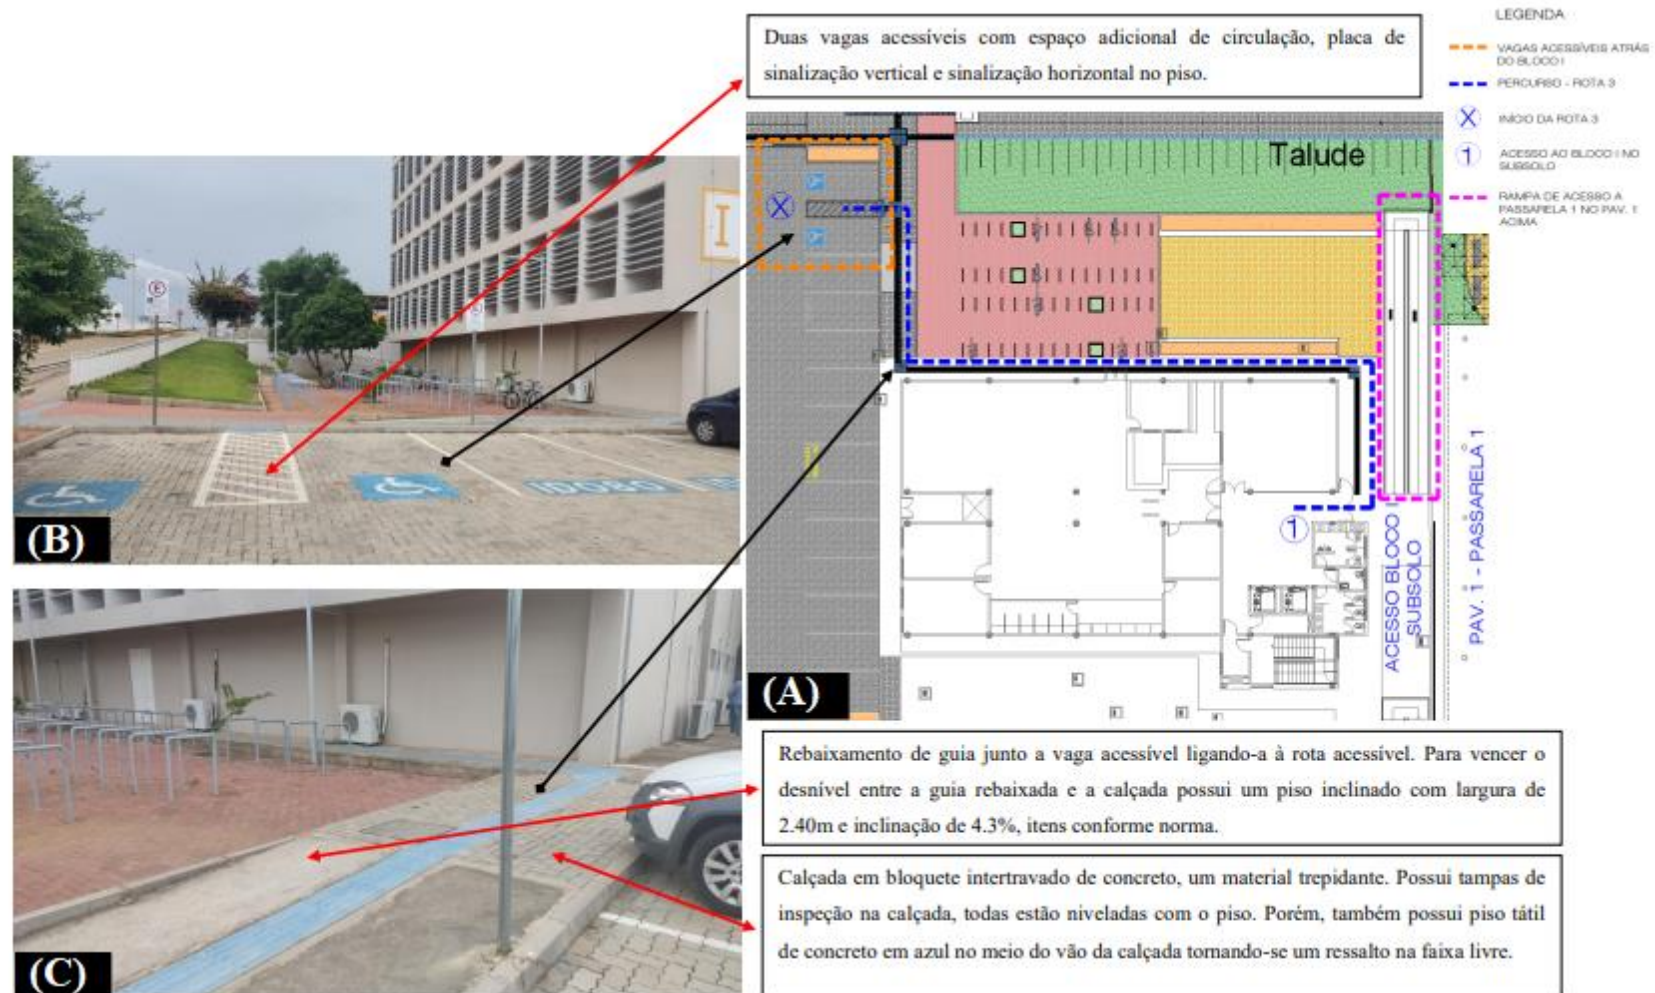 Duas vagas acessíveis com espaço adicional de circulação, placa de
sinalização vertical e sinalização horizontal no piso.
LEGENDA
VAGAS ACESSÍVEIS ATRÁS
DO BLOCO I
PERCURSO - ROTA 3
X
INÍCIO DA ROTA 3
1
ACESSO AO BLOCO I NO
SUBSOLO
RAMPA DE ACESSO A
PASSARELA 1 NO PAV. 1
ACIMA
I
E
IDOSO
(B)
Talude
X
1
ACESSO BLOCO I
SUBSOLO
PAV. 1 - PASSARELA 1
(A)
(C)
Rebaixamento de guia junto a vaga acessível ligando-a à rota acessível. Para vencer o
desnível entre a guia rebaixada e a calçada possui um piso inclinado com largura de
2.40m e inclinação de 4.3%, itens conforme norma.
Calçada em bloquete intertravado de concreto, um material trepidante. Possui tampas de
inspeção na calçada, todas estão niveladas com o piso. Porém, também possui piso tátil
de concreto em azul no meio do vão da calçada tornando-se um ressalto na faixa livre.